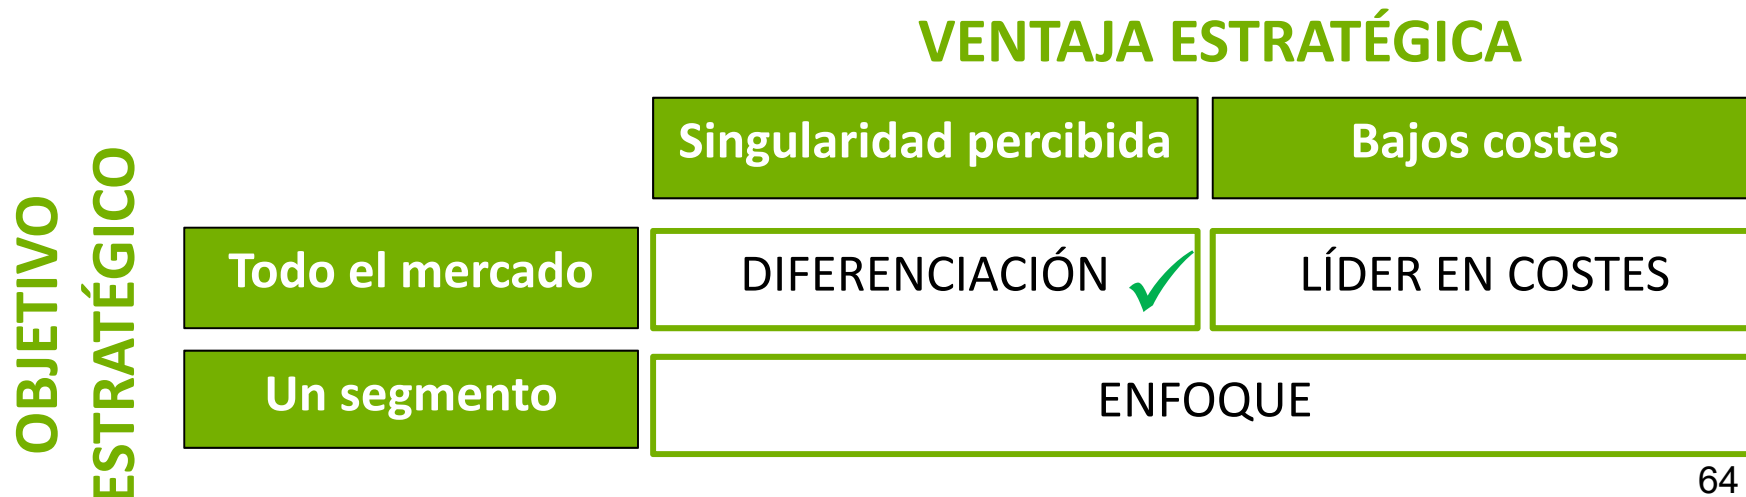 VENTAJA ESTRATÉGICA
Singularidad percibida
Bajos costes
OBJETIVO
ESTRATÉGICO
Todo el mercado
DIFERENCIACIÓN
LÍDER EN COSTES
Un segmento
ENFOQUE
64